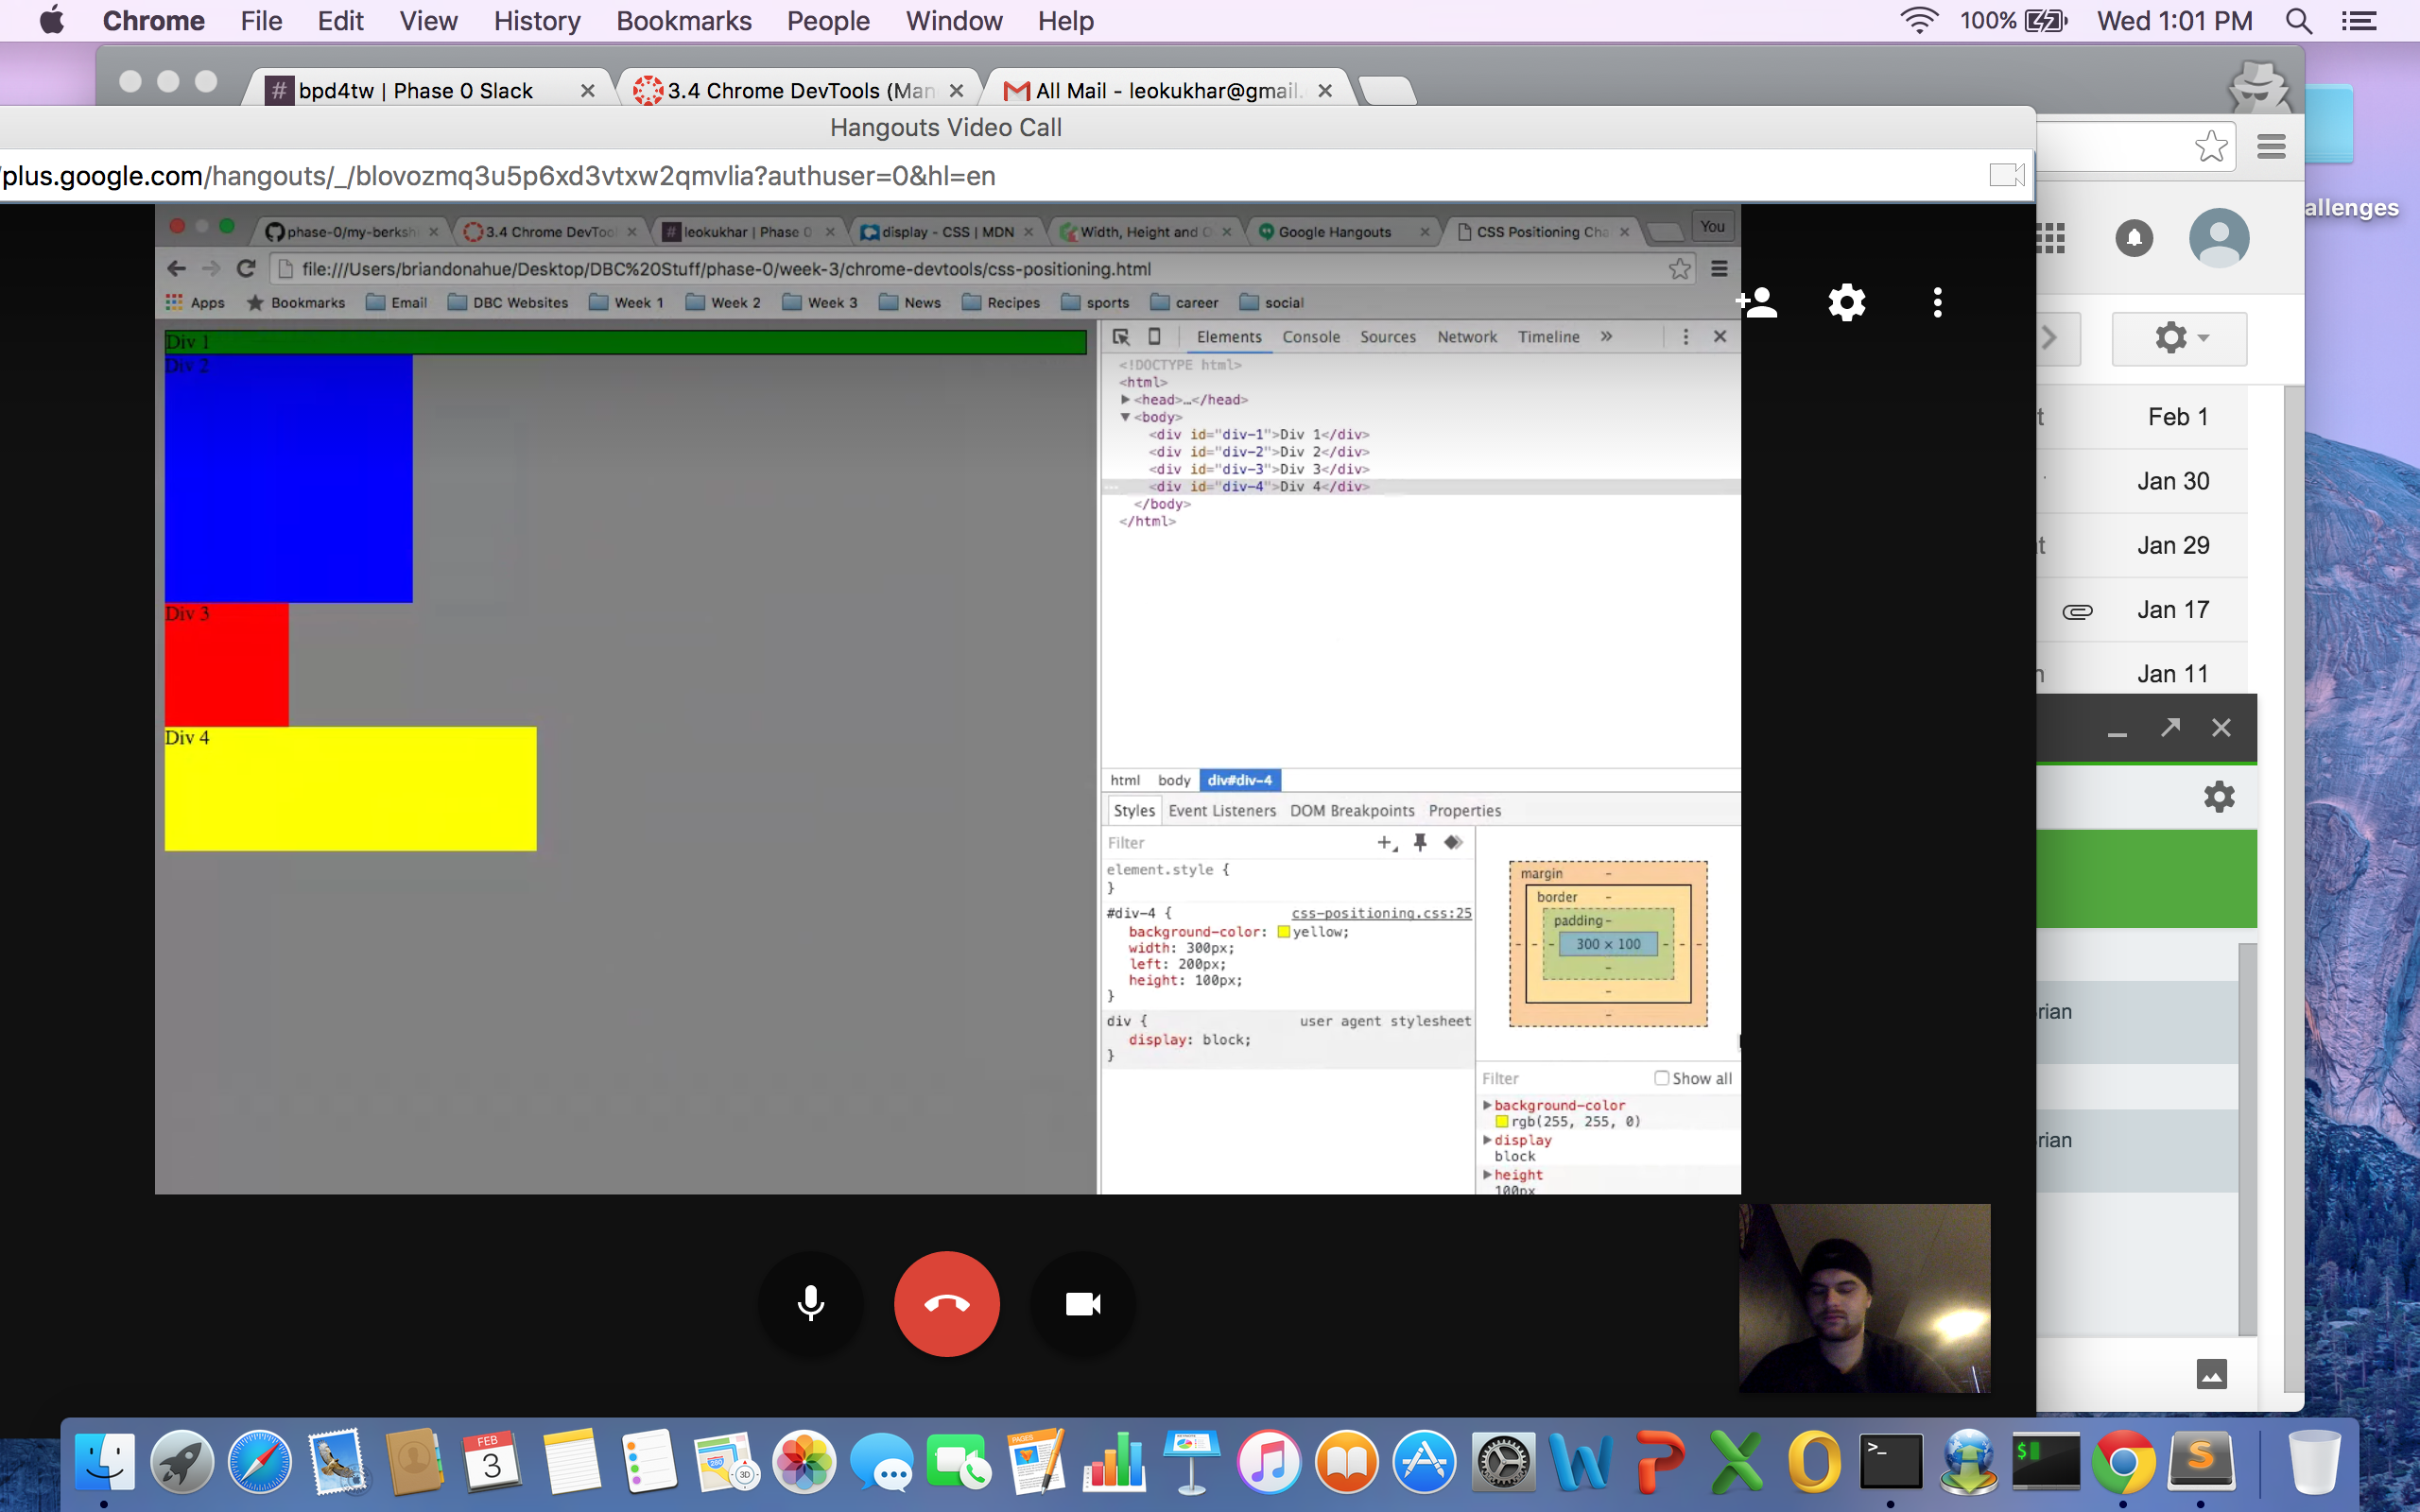 Chrome File Edit View History Bookmarks People Window Help 100% Wed 1:01 PM
# bpd4tw | Phase 0 Slack 3.4 Chrome DevTools (Man All Mail - leokukhar@gmail.
Hangouts Video Call
/plus.google.com/hangouts/_/blovozmq3u5p6xd3vtxw2qmvlia?authuser=0&hl=en
allenges
phase-0/my-berksh 3.4 Chrome DevToo # leokukhar | Phase 0 display - CSS | MDN Width, Height and O Google Hangouts CSS Positioning Cha You
file:///Users/briandonahue/Desktop/DBC%20Stuff/phase-0/week-3/chrome-devtools/css-positioning.html
Apps Bookmarks Email DBC Websites Week 1 Week 2 Week 3 News Recipes sports career social
Div 1
Div 2
Div 3
Div 4
Elements Console Sources Network Timeline »
<!DOCTYPE html>
<html>
<head>…</head>
<body>
<div id="div-1">Div 1</div>
<div id="div-2">Div 2</div>
<div id="div-3">Div 3</div>
<div id="div-4">Div 4</div>
</body>
</html>
html body div#div-4
Styles Event Listeners DOM Breakpoints Properties
Filter
element.style {
}
#div-4 { css-positioning.css:25
background-color: yellow;
width: 300px;
left: 200px;
height: 100px;
}
div { user agent stylesheet
display: block;
}
margin -
border -
padding -
- - - 300 × 100 - - -
-
-
-
Filter Show all
background-color
rgb(255, 255, 0)
display
block
height
100px
t Feb 1
Jan 30
t Jan 29
Jan 17
n Jan 11
rian
rian
FEB
3
PAGES
280
3D
>_
$
S